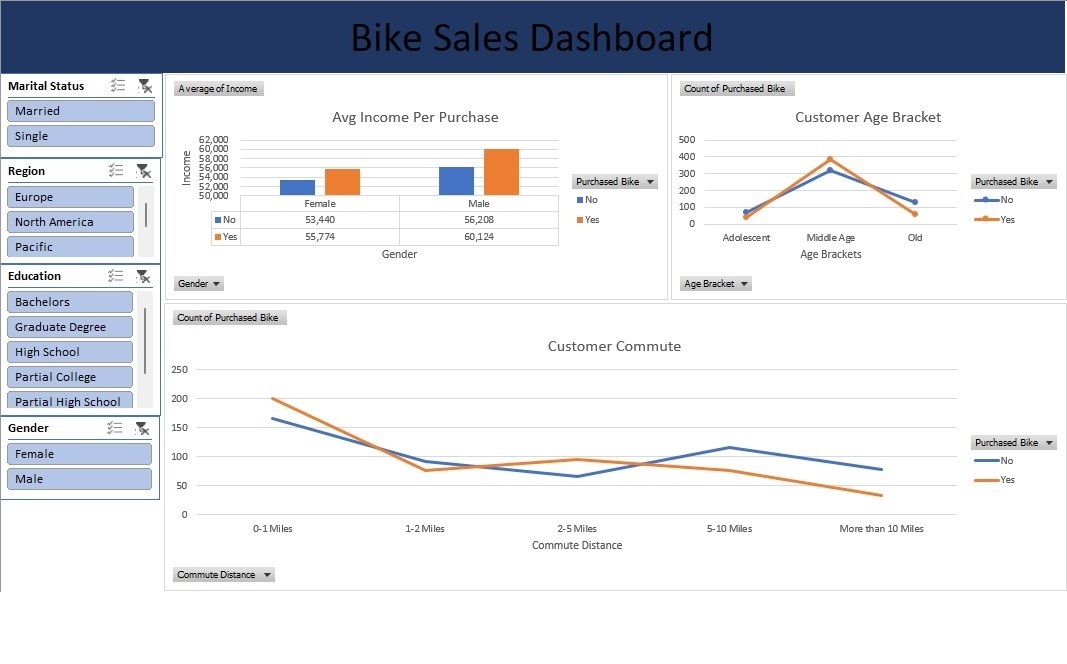 Bike Sales Dashboard
Marital Status
Married
Single
Region
Europe
North America
Pacific
Education
Bachelors
Graduate Degree
High School
Partial College
Partial High School
Gender
Female
Male
Average of Income
Avg Income Per Purchase
62,000
60,000
58,000
56,000
54,000
52,000
50,000
Income
Female Male
No 53,440 56,208
Yes 55,774 60,124
Gender
Purchased Bike
No
Yes
Gender
Count of Purchased Bike
Customer Age Bracket
500
400
300
200
100
0
Adolescent Middle Age Old
Age Brackets
Purchased Bike
No
Yes
Age Bracket
Count of Purchased Bike
Customer Commute
250
200
150
100
50
0
0-1 Miles 1-2 Miles 2-5 Miles 5-10 Miles More than 10 Miles
Commute Distance
Purchased Bike
No
Yes
Commute Distance